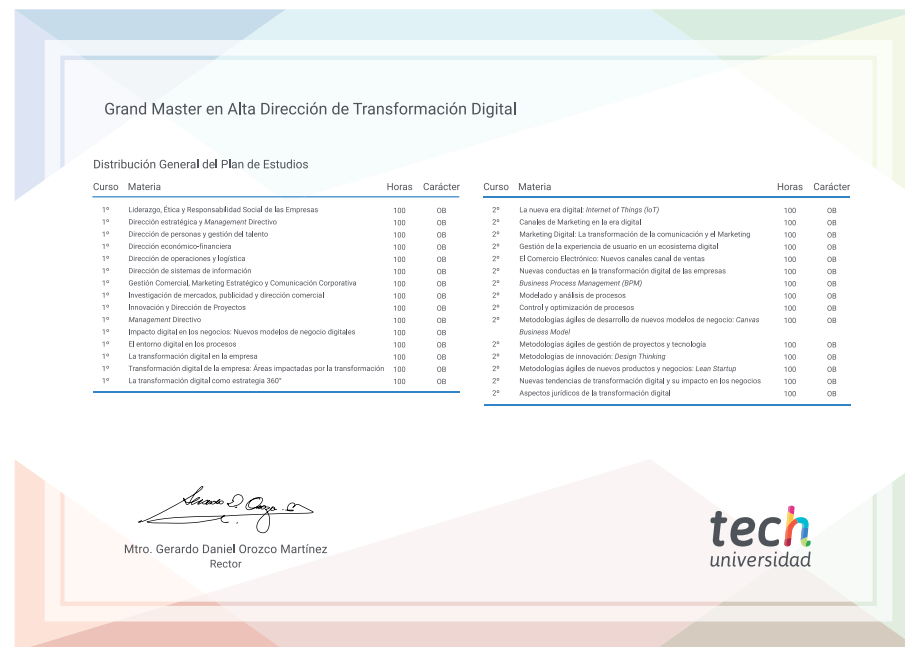 Grand Master en Alta Dirección de Transformación Digital
Distribución General del Plan de Estudios
Curso Materia Horas Carácter
1º Liderazgo, Ética y Responsabilidad Social de las Empresas 100 OB
1º Dirección estratégica y Management Directivo 100 OB
1º Dirección de personas y gestión del talento 100 OB
1º Dirección económico-financiera 100 OB
1º Dirección de operaciones y logística 100 OB
1º Dirección de sistemas de información 100 OB
1º Gestión Comercial, Marketing Estratégico y Comunicación Corporativa 100 OB
1º Investigación de mercados, publicidad y dirección comercial 100 OB
1º Innovación y Dirección de Proyectos 100 OB
1º Management Directivo 100 OB
1º Impacto digital en los negocios: Nuevos modelos de negocio digitales 100 OB
1º El entorno digital en los procesos 100 OB
1º La transformación digital en la empresa 100 OB
1º Transformación digital de la empresa: Áreas impactadas por la transformación 100 OB
1º La transformación digital como estrategia 360° 100 OB
Curso Materia Horas Carácter
2º La nueva era digital: Internet of Things (IoT) 100 OB
2º Canales de Marketing en la era digital 100 OB
2º Marketing Digital: La transformación de la comunicación y el Marketing 100 OB
2º Gestión de la experiencia de usuario en un ecosistema digital 100 OB
2º El Comercio Electrónico: Nuevos canales canal de ventas 100 OB
2º Nuevas conductas en la transformación digital de las empresas 100 OB
2º Business Process Management (BPM) 100 OB
2º Modelado y análisis de procesos 100 OB
2º Control y optimización de procesos 100 OB
2º Metodologías ágiles de desarrollo de nuevos modelos de negocio: Canvas 100 OB
Business Model
2º Metodologías ágiles de gestión de proyectos y tecnología 100 OB
2º Metodologías de innovación: Design Thinking 100 OB
2º Metodologías ágiles de nuevos productos y negocios: Lean Startup 100 OB
2º Nuevas tendencias de transformación digital y su impacto en los negocios 100 OB
2º Aspectos jurídicos de la transformación digital 100 OB
Mtro. Gerardo Daniel Orozco Martínez
Rector
tech
universidad